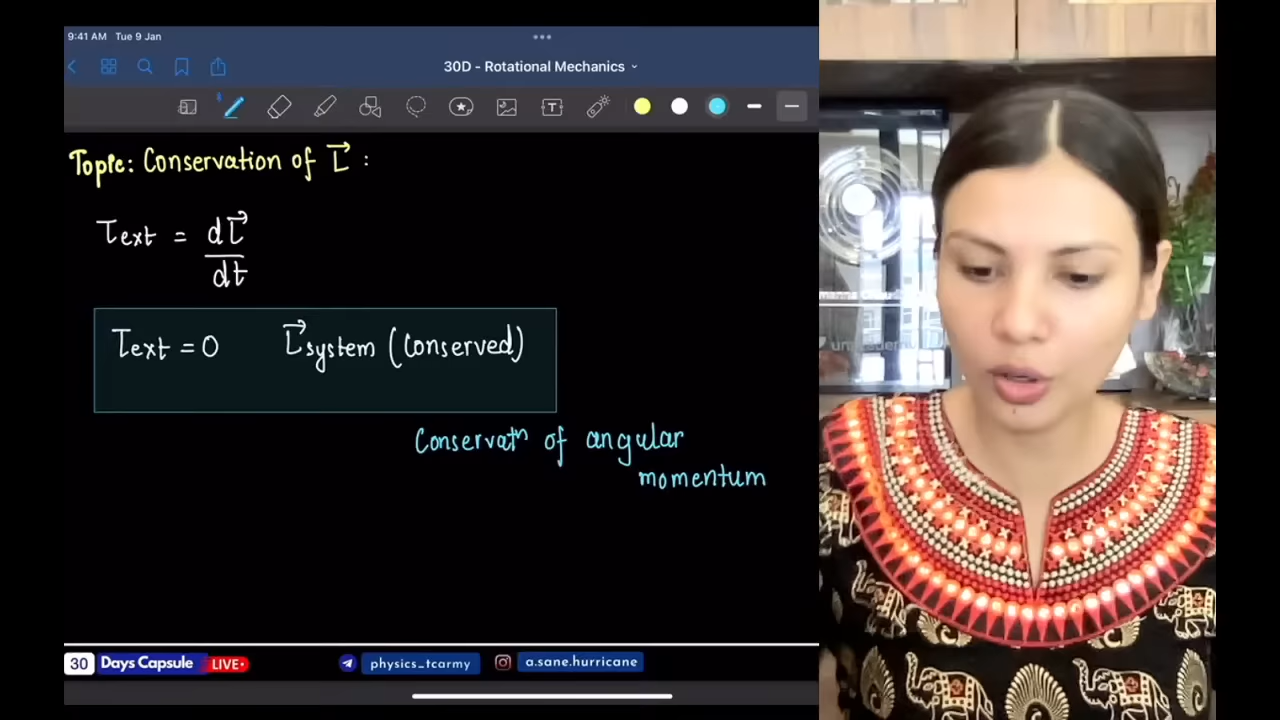 9:41 AM Tue 9 Jan
30D - Rotational Mechanics
Topic: Conservation of L⃗ :
τext = dL⃗
dt
τext = 0 L⃗system (Conserved)
Conservatn of angular
momentum
30 Days Capsule LIVE
physics_tcarmy a.sane.hurricane